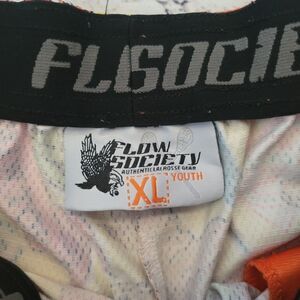 FLSOCIE
FLOW
SOCIETY
AUTHENTIC LACROSSE GEAR
XL YOUTH